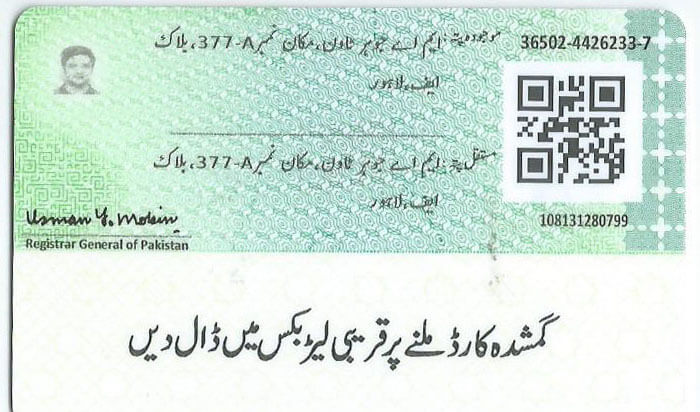 موجودہ پتہ: ایم اے جوہر ٹاون، مکان نمبر 377-A، بلاک
ایف، لاہور
36502-4426233-7
مستقل پتہ: ایم اے جوہر ٹاون، مکان نمبر 377-A، بلاک
ایف، لاہور
108131280799
Usman Y. Mobin
Registrar General of Pakistan
گمشدہ کارڈ ملنے پر قریبی لیٹر بکس میں ڈال دیں